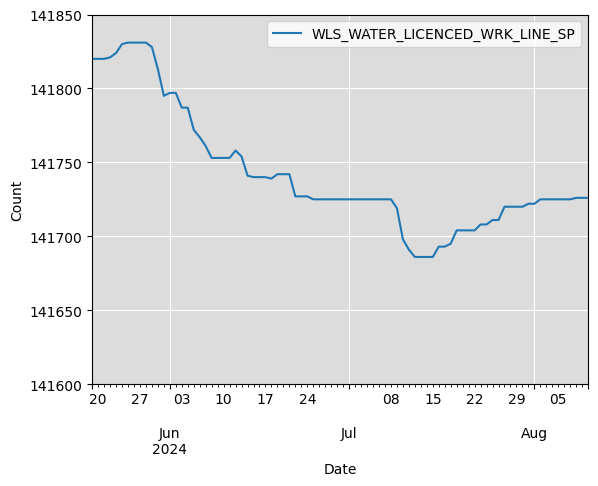 141850
WLS_WATER_LICENCED_WRK_LINE_SP
141800
141750
Count
141700
141650
141600
20 27 03 10 17 24 08 15 22 29 05
Jun Jul Aug
2024
Date